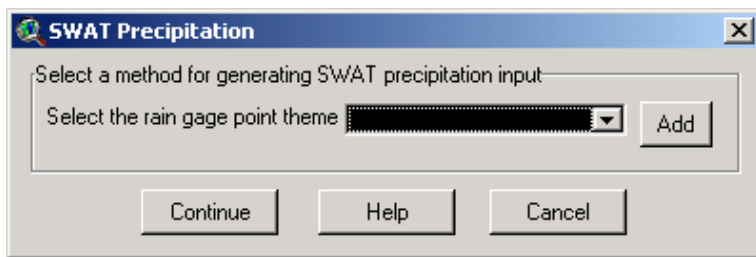 SWAT Precipitation
Select a method for generating SWAT precipitation input
Select the rain gage point theme
Add
Continue Help Cancel